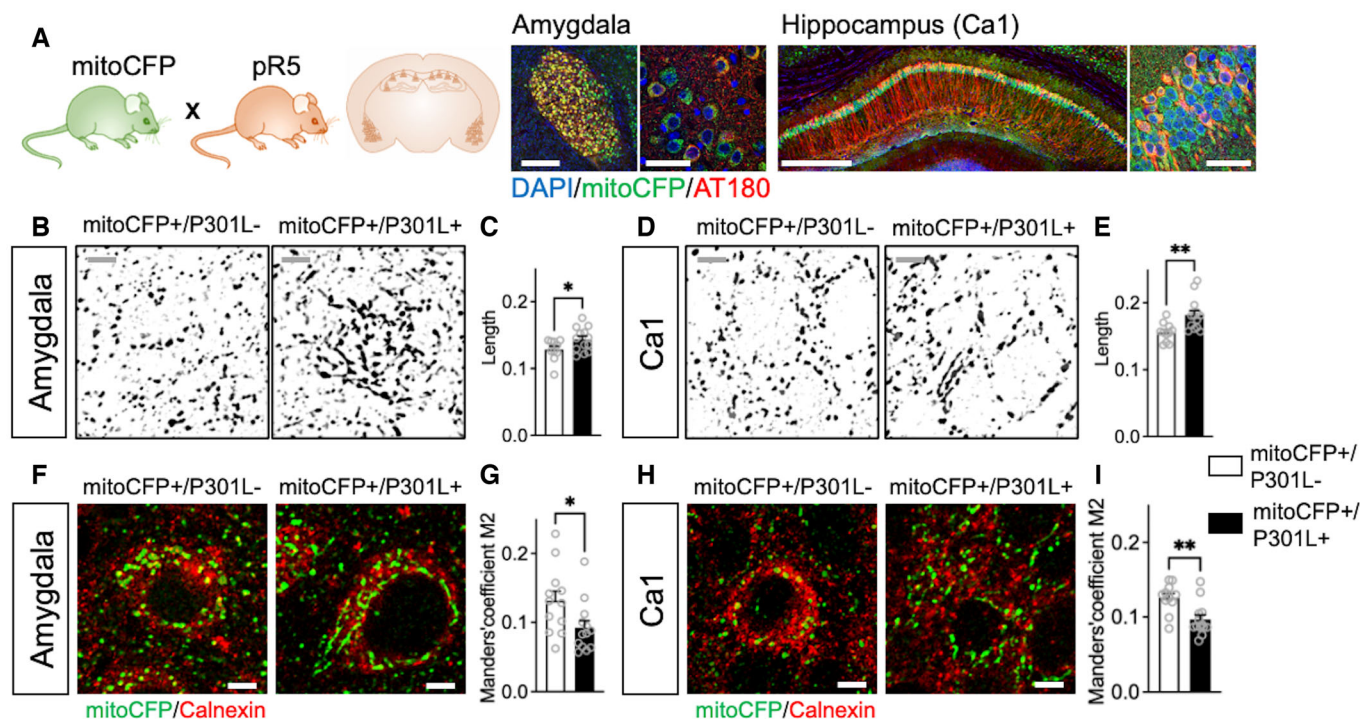 A
mitoCFP
x
pR5
Amygdala
Hippocampus (Ca1)
DAPI/mitoCFP/AT180
B
mitoCFP+/P301L-
mitoCFP+/P301L+
Amygdala
C
Length
0.2
0.1
0.0
*
D
mitoCFP+/P301L-
mitoCFP+/P301L+
Ca1
E
Length
0.2
0.1
0.0
**
mitoCFP+/
P301L-
mitoCFP+/
P301L+
F
mitoCFP+/P301L-
mitoCFP+/P301L+
Amygdala
mitoCFP/Calnexin
G
Manders'coefficient M2
0.2
0.1
0.0
*
H
mitoCFP+/P301L-
mitoCFP+/P301L+
Ca1
mitoCFP/Calnexin
I
Manders'coefficient M2
0.2
0.1
0.0
**